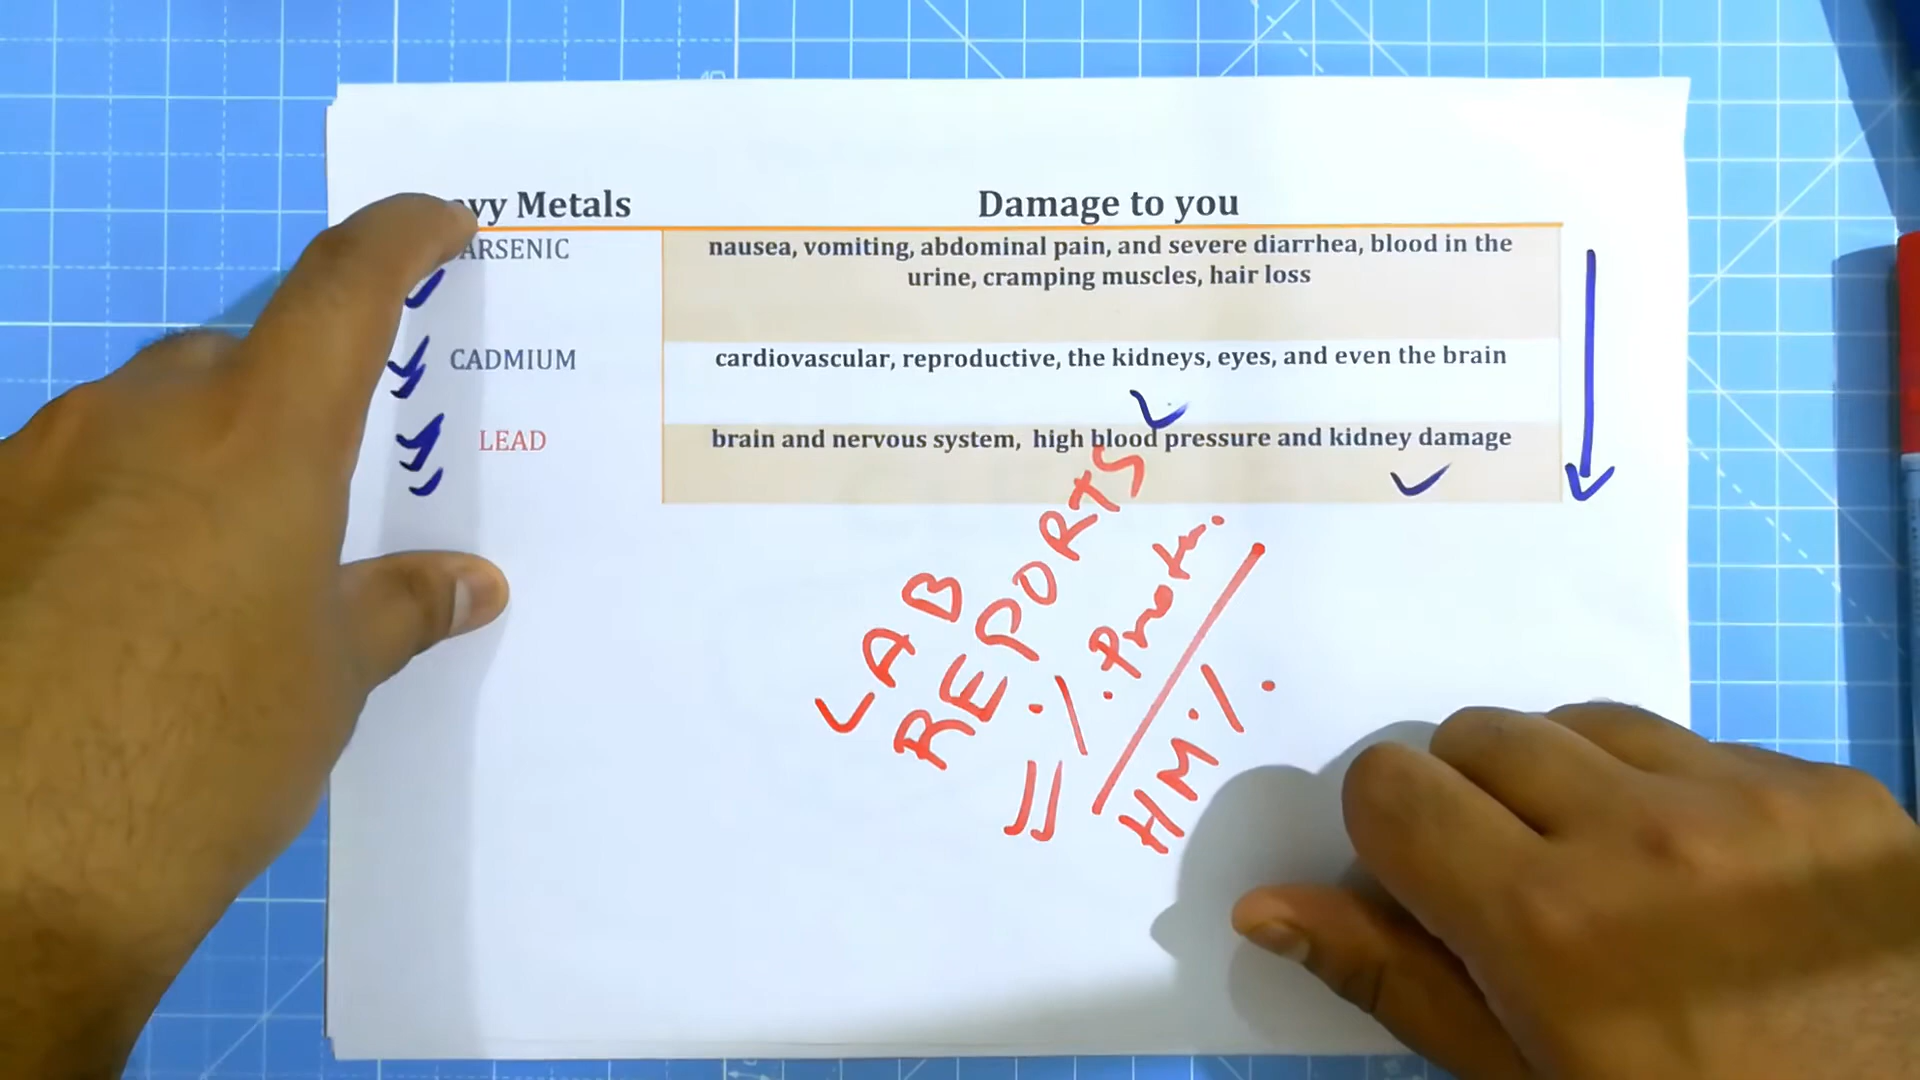 vy Metals
Damage to you
ARSENIC
nausea, vomiting, abdominal pain, and severe diarrhea, blood in the
urine, cramping muscles, hair loss
CADMIUM
cardiovascular, reproductive, the kidneys, eyes, and even the brain
LEAD
brain and nervous system, high blood pressure and kidney damage
LAB
REPORTS
% Protn.
HM %